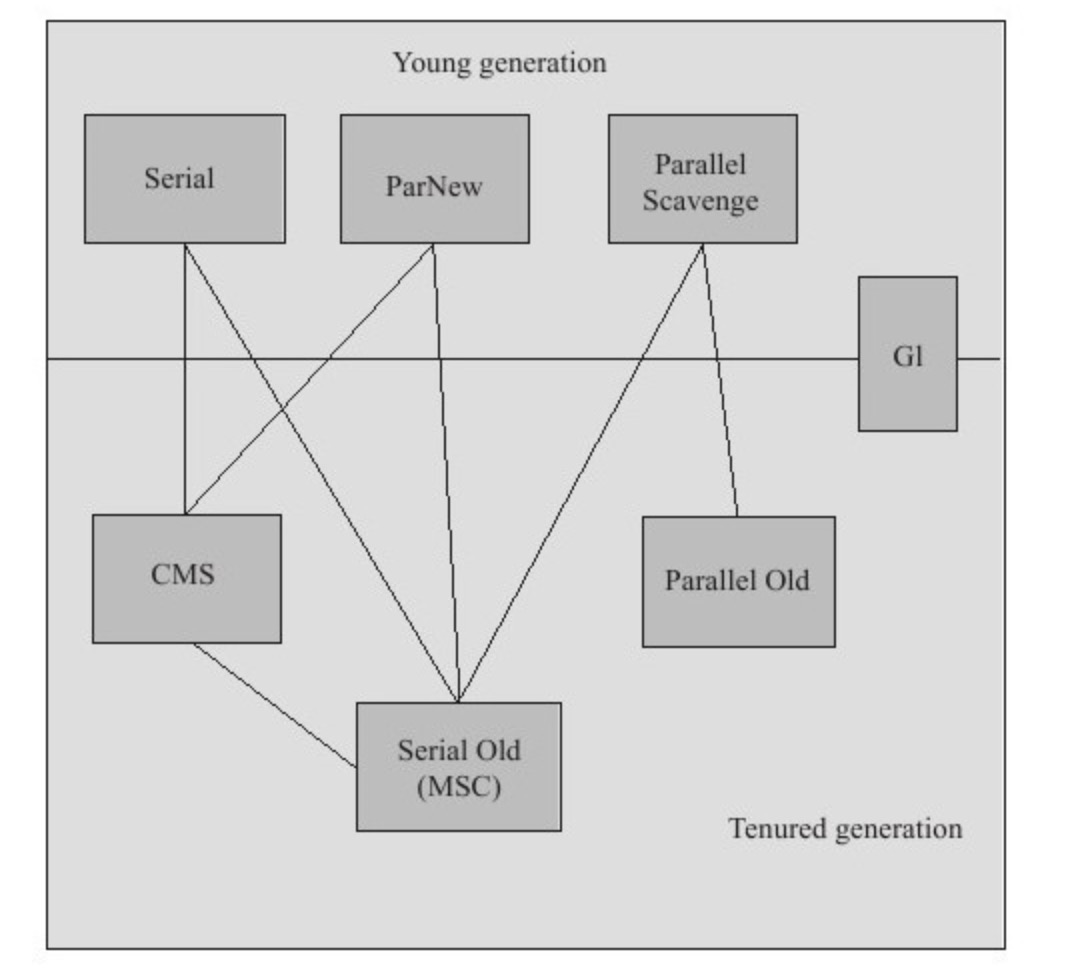 Young generation
Serial
ParNew
Parallel
Scavenge
Gl
CMS
Parallel Old
Serial Old
(MSC)
Tenured generation